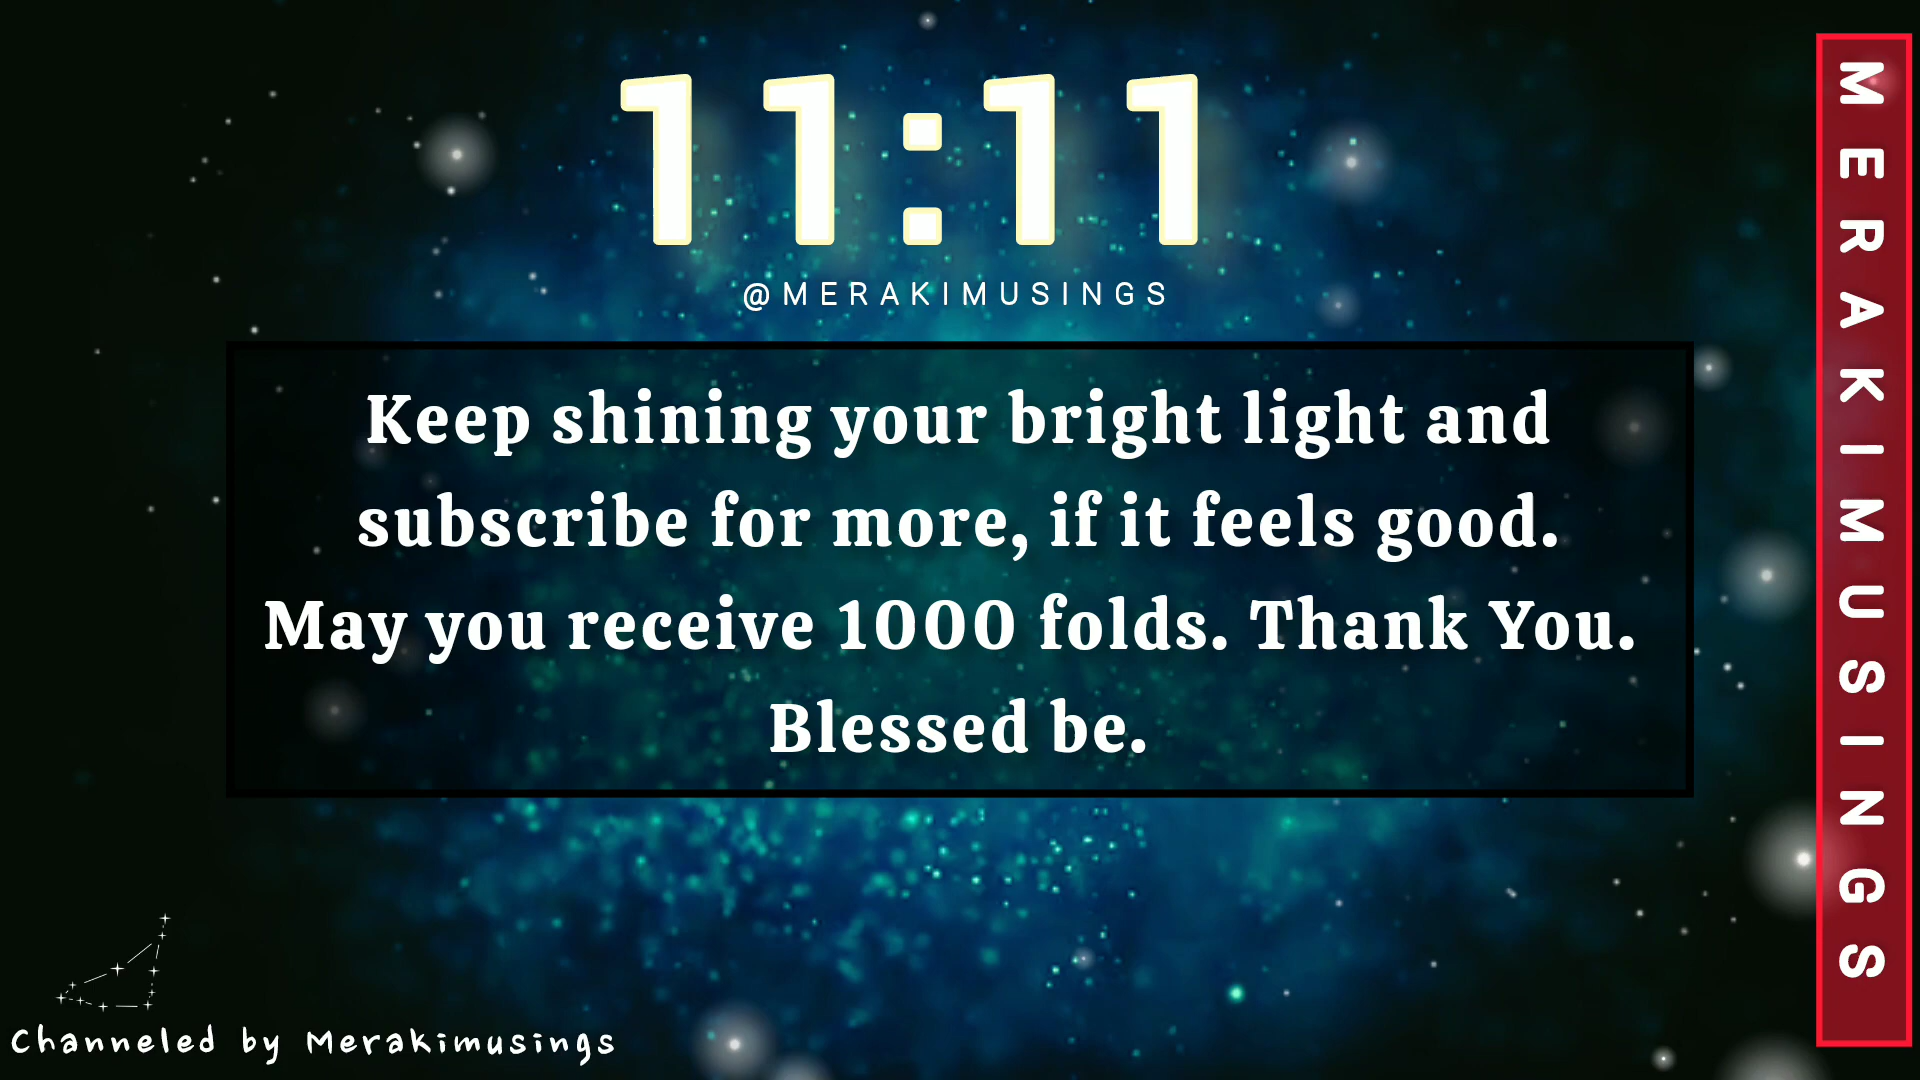 11:11
@MERAKIMUSINGS
Keep shining your bright light and
subscribe for more, if it feels good.
May you receive 1000 folds. Thank You.
Blessed be.
Channeled by Merakimusings
MERAKIMUSINGS